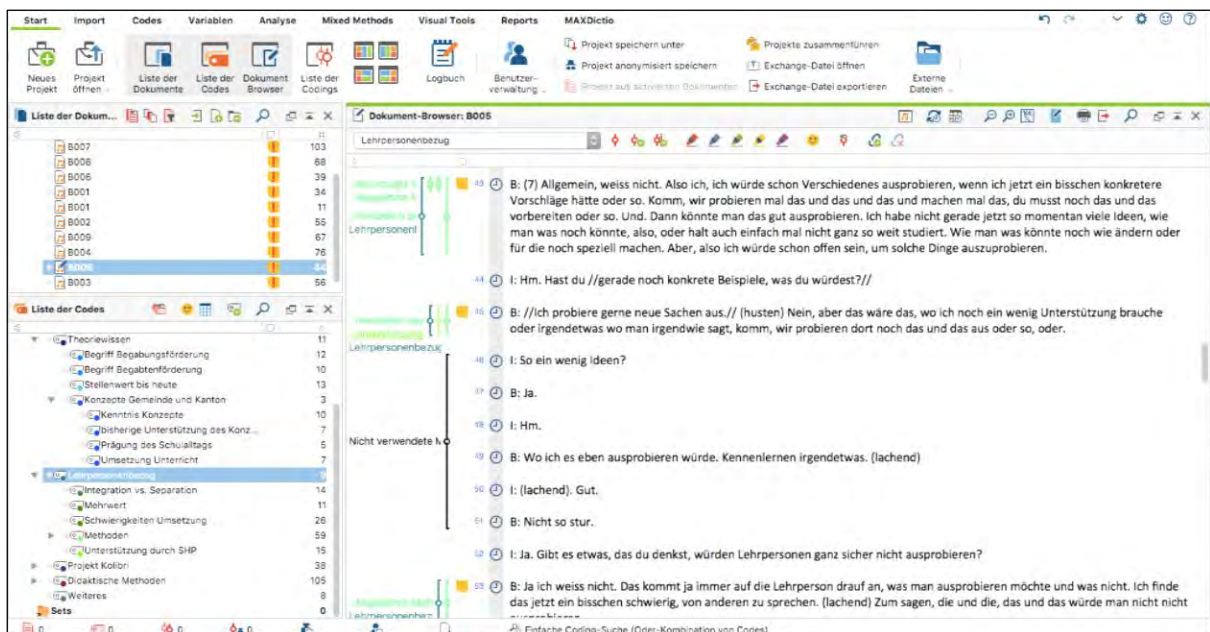 Start Import Codes Variablen Analyse Mixed Methods Visual Tools Reports MAXDictio
Neues Projekt
Projekt öffnen
Liste der Dokumente
Liste der Codes
Dokument Browser
Liste der Codings
Logbuch
Benutzer-verwaltung
Projekt speichern unter
Projekt anonymisiert speichern
Projekt aus aktivierten Dokumenten
Projekte zusammenführen
Exchange-Datei öffnen
Exchange-Datei exportieren
Externe Dateien
Liste der Dokum...
B007 103
B008 68
B006 39
B001 34
B001 11
B002 55
B009 67
B004 76
B005
B003 56
Liste der Codes
Theoriewissen 11
Begriff Begabungsförderung 12
Begriff Begabtenförderung 10
Stellenwert bis heute 13
Konzepte Gemeinde und Kanton 3
Kenntnis Konzepte 10
bisherige Unterstützung des Konz... 7
Prägung des Schulalltags 5
Umsetzung Unterricht 7
Lehrpersonenbezug
Integration vs. Separation 14
Mehrwert 11
Schwierigkeiten Umsetzung 26
Methoden 59
Unterstützung durch SHP 15
Projekt Kolibri 38
Didaktische Methoden 105
Weiteres 8
Sets 0
Dokument-Browser: B005
Lehrpersonenbezug
Lehrpersonenl
43 B: (7) Allgemein, weiss nicht. Also ich, ich würde schon Verschiedenes ausprobieren, wenn ich jetzt ein bisschen konkretere
Vorschläge hätte oder so. Komm, wir probieren mal das und das und das und machen mal das, du musst noch das und das
vorbereiten oder so. Und. Dann könnte man das gut ausprobieren. Ich habe nicht gerade jetzt so momentan viele Ideen, wie
man was noch könnte, also, oder halt auch einfach mal nicht ganz so weit studiert. Wie man was könnte noch wie ändern oder
für die noch speziell machen. Aber, also ich würde schon offen sein, um solche Dinge auszuprobieren.
44 I: Hm. Hast du //gerade noch konkrete Beispiele, was du würdest?//
Lehrpersonenbezug
45 B: //Ich probiere gerne neue Sachen aus.// (husten) Nein, aber das wäre das, wo ich noch ein wenig Unterstützung brauche
oder irgendetwas wo man irgendwie sagt, komm, wir probieren dort noch das und das aus oder so, oder.
46 I: So ein wenig Ideen?
47 B: Ja.
48 I: Hm.
Nicht verwendete M
49 B: Wo ich es eben ausprobieren würde. Kennenlernen irgendetwas. (lachend)
50 I: (lachend). Gut.
51 B: Nicht so stur.
52 I: Ja. Gibt es etwas, das du denkst, würden Lehrpersonen ganz sicher nicht ausprobieren?
Lehrpersonenbez
53 B: Ja ich weiss nicht. Das kommt ja immer auf die Lehrperson drauf an, was man ausprobieren möchte und was nicht. Ich finde
das jetzt ein bisschen schwierig, von anderen zu sprechen. (lachend) Zum sagen, die und die, das und das würde man nicht nicht
0 0 0 0
Einfache Coding-Suche (Oder-Kombination von Codes)